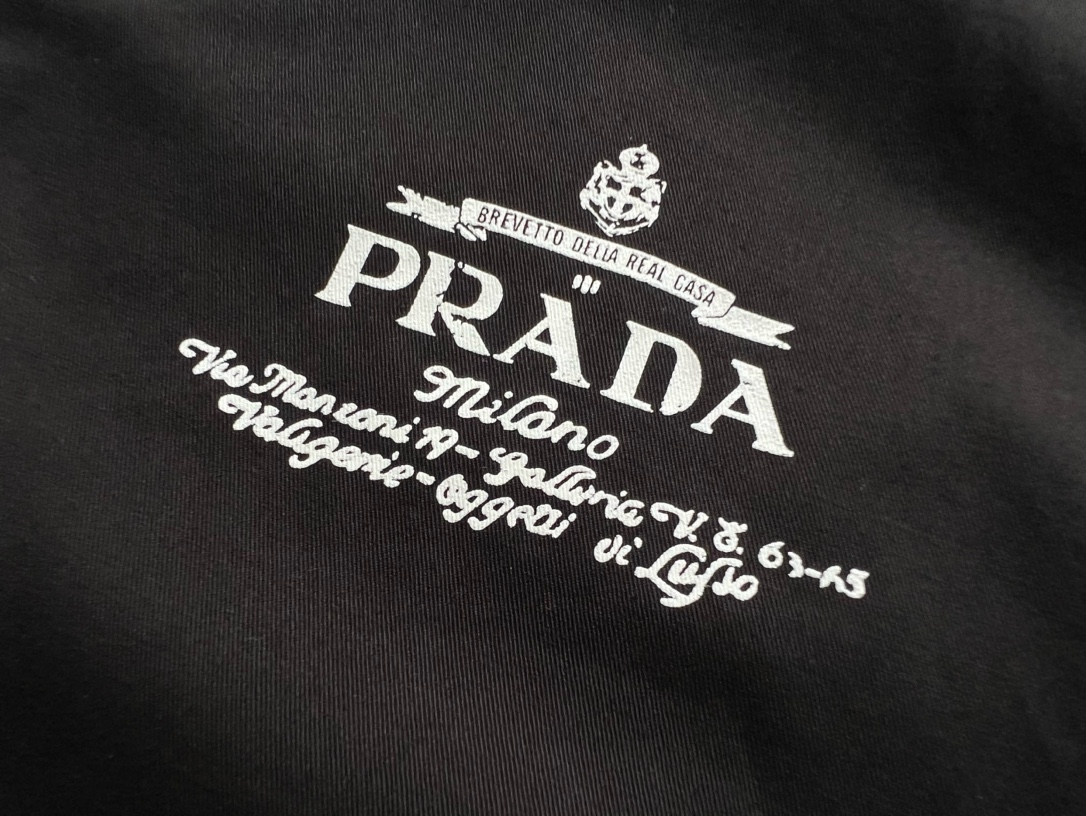 BREVETTO DELLA REAL CASA
PRADA
Milano
Via Manzoni 19 - Galleria V. E. 63-65
Valigerie - Oggetti di Lusso